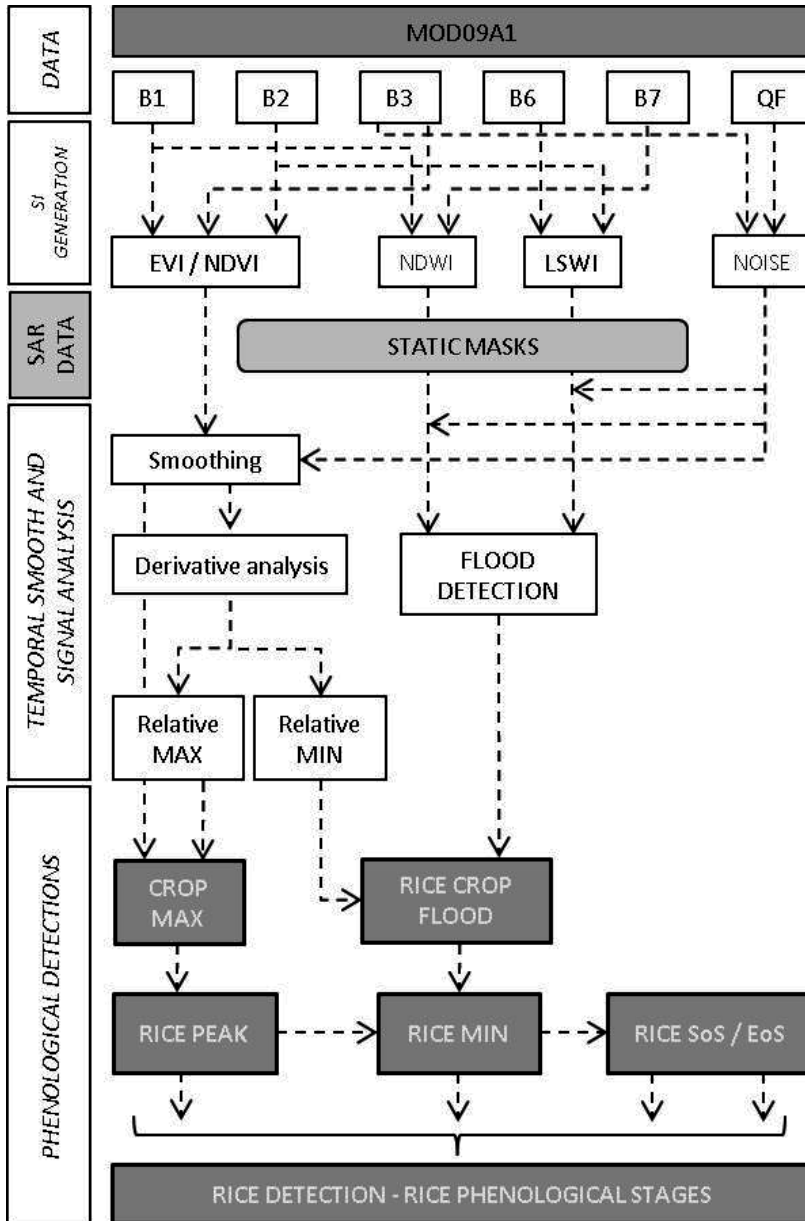 DATA
MOD09A1
B1
B2
B3
B6
B7
QF
SI
GENERATION
EVI / NDVI
NDWI
LSWI
NOISE
SAR
DATA
STATIC MASKS
TEMPORAL SMOOTH AND
SIGNAL ANALYSIS
Smoothing
Derivative analysis
FLOOD
DETECTION
Relative
MAX
Relative
MIN
PHENOLOGICAL DETECTIONS
CROP
MAX
RICE CROP
FLOOD
RICE PEAK
RICE MIN
RICE SoS / EoS
RICE DETECTION - RICE PHENOLOGICAL STAGES